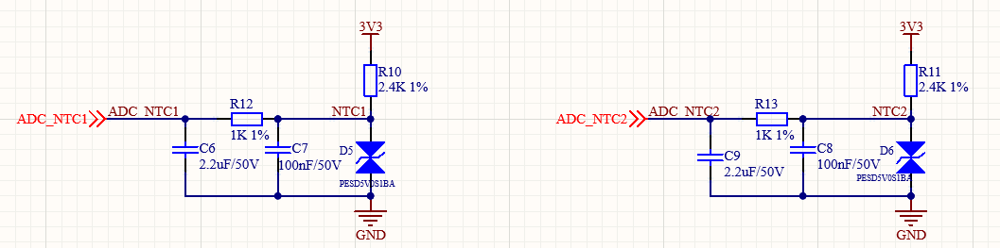 3V3
R10
2.4K 1%
R12
ADC_NTC1
ADC_NTC1
NTC1
1K 1%
C6
2.2uF/50V
C7
100nF/50V
D5
PESD5V0S1BA
GND
3V3
R11
2.4K 1%
R13
ADC_NTC2
ADC_NTC2
NTC2
1K 1%
C9
2.2uF/50V
C8
100nF/50V
D6
PESD5V0S1BA
GND